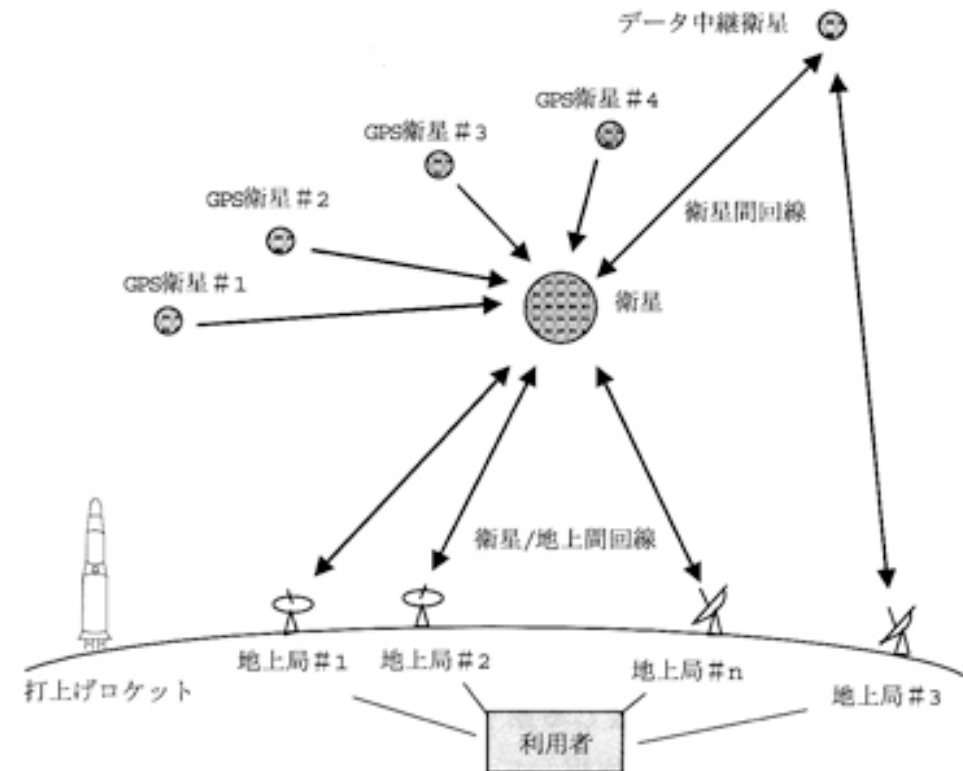 データ中継衛星
GPS衛星＃4
GPS衛星＃3
GPS衛星＃2
衛星間回線
GPS衛星＃1
衛星
衛星/地上間回線
地上局＃1
地上局＃2
地上局＃n
打上げロケット
地上局＃3
利用者